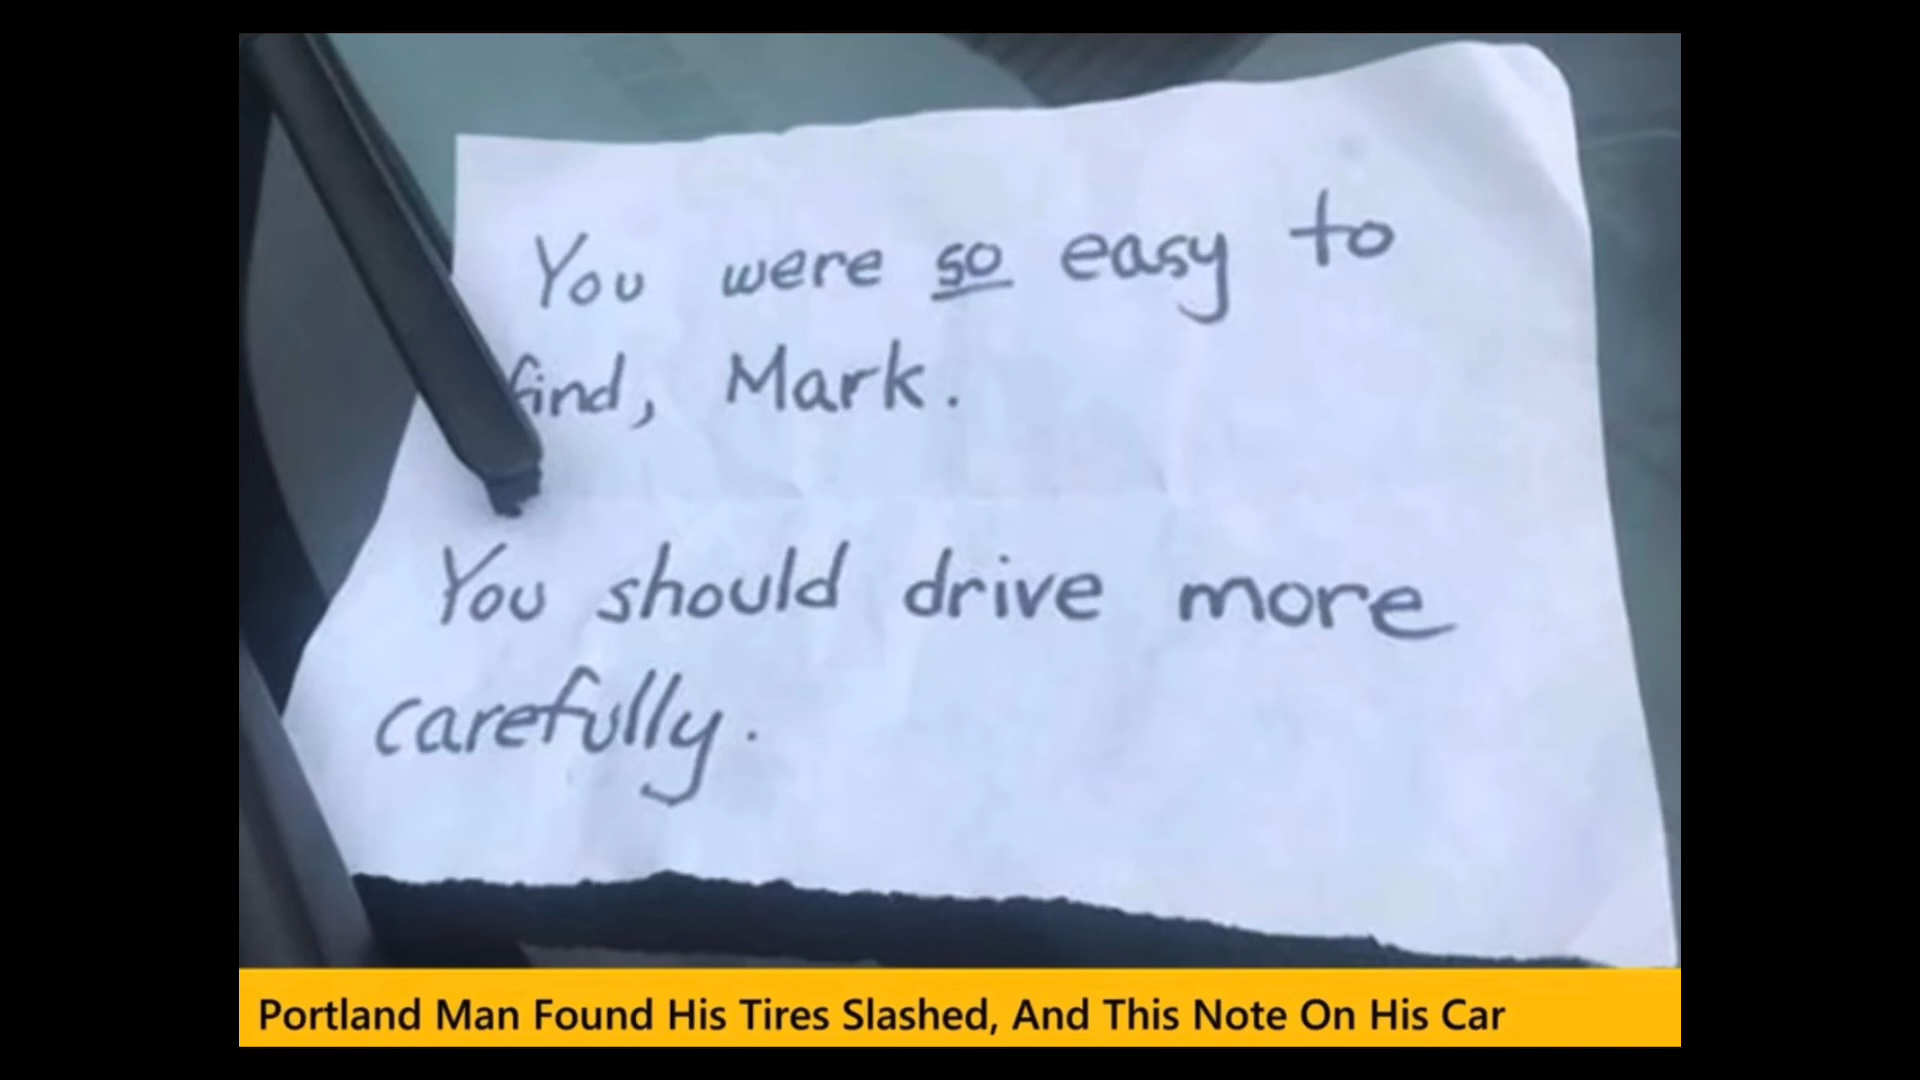 You were so easy to
find, Mark.
You should drive more
carefully.
Portland Man Found His Tires Slashed, And This Note On His Car